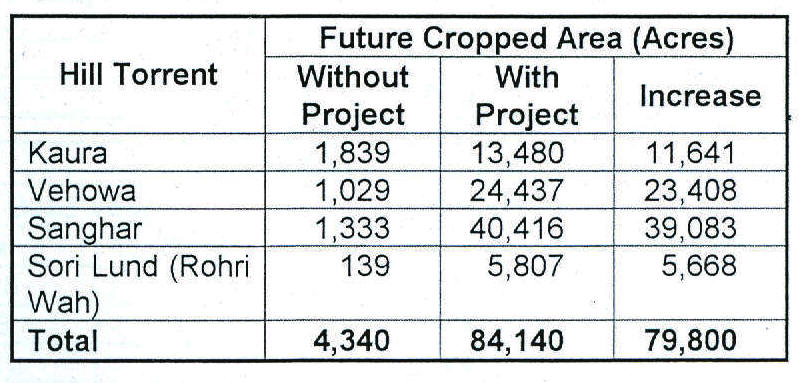 Hill Torrent Future Cropped Area (Acres)
Without Project With Project Increase
Kaura 1,839 13,480 11,641
Vehowa 1,029 24,437 23,408
Sanghar 1,333 40,416 39,083
Sori Lund (Rohri 139 5,807 5,668
Wah)
Total 4,340 84,140 79,800